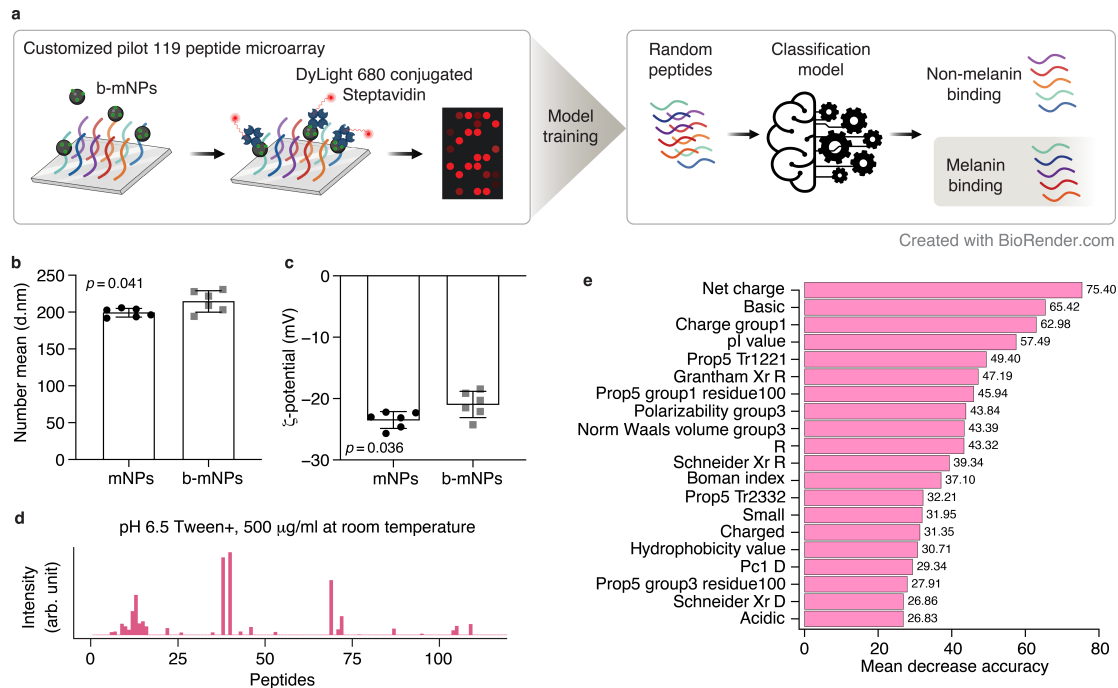 a
Customized pilot 119 peptide microarray
b-mNPs
DyLight 680 conjugated
Steptavidin
Model
training
Random
peptides
Classification
model
Non-melanin
binding
Melanin
binding
Created with BioRender.com
b
Number mean (d.nm)
250
200
150
100
50
0
p = 0.041
mNPs
b-mNPs
c
ζ-potential (mV)
0
−10
−20
−30
p = 0.036
mNPs
b-mNPs
d
pH 6.5 Tween+, 500 μg/ml at room temperature
Intensity
(arb. unit)
0
25
50
75
100
Peptides
e
Net charge 75.40
Basic 65.42
Charge group1 62.98
pI value 57.49
Prop5 Tr1221 49.40
Grantham Xr R 47.19
Prop5 group1 residue100 45.94
Polarizability group3 43.84
Norm Waals volume group3 43.39
R 43.32
Schneider Xr R 39.34
Boman index 37.10
Prop5 Tr2332 32.21
Small 31.95
Charged 31.35
Hydrophobicity value 30.71
Pc1 D 29.34
Prop5 group3 residue100 27.91
Schneider Xr D 26.86
Acidic 26.83
0
20
40
60
80
Mean decrease accuracy